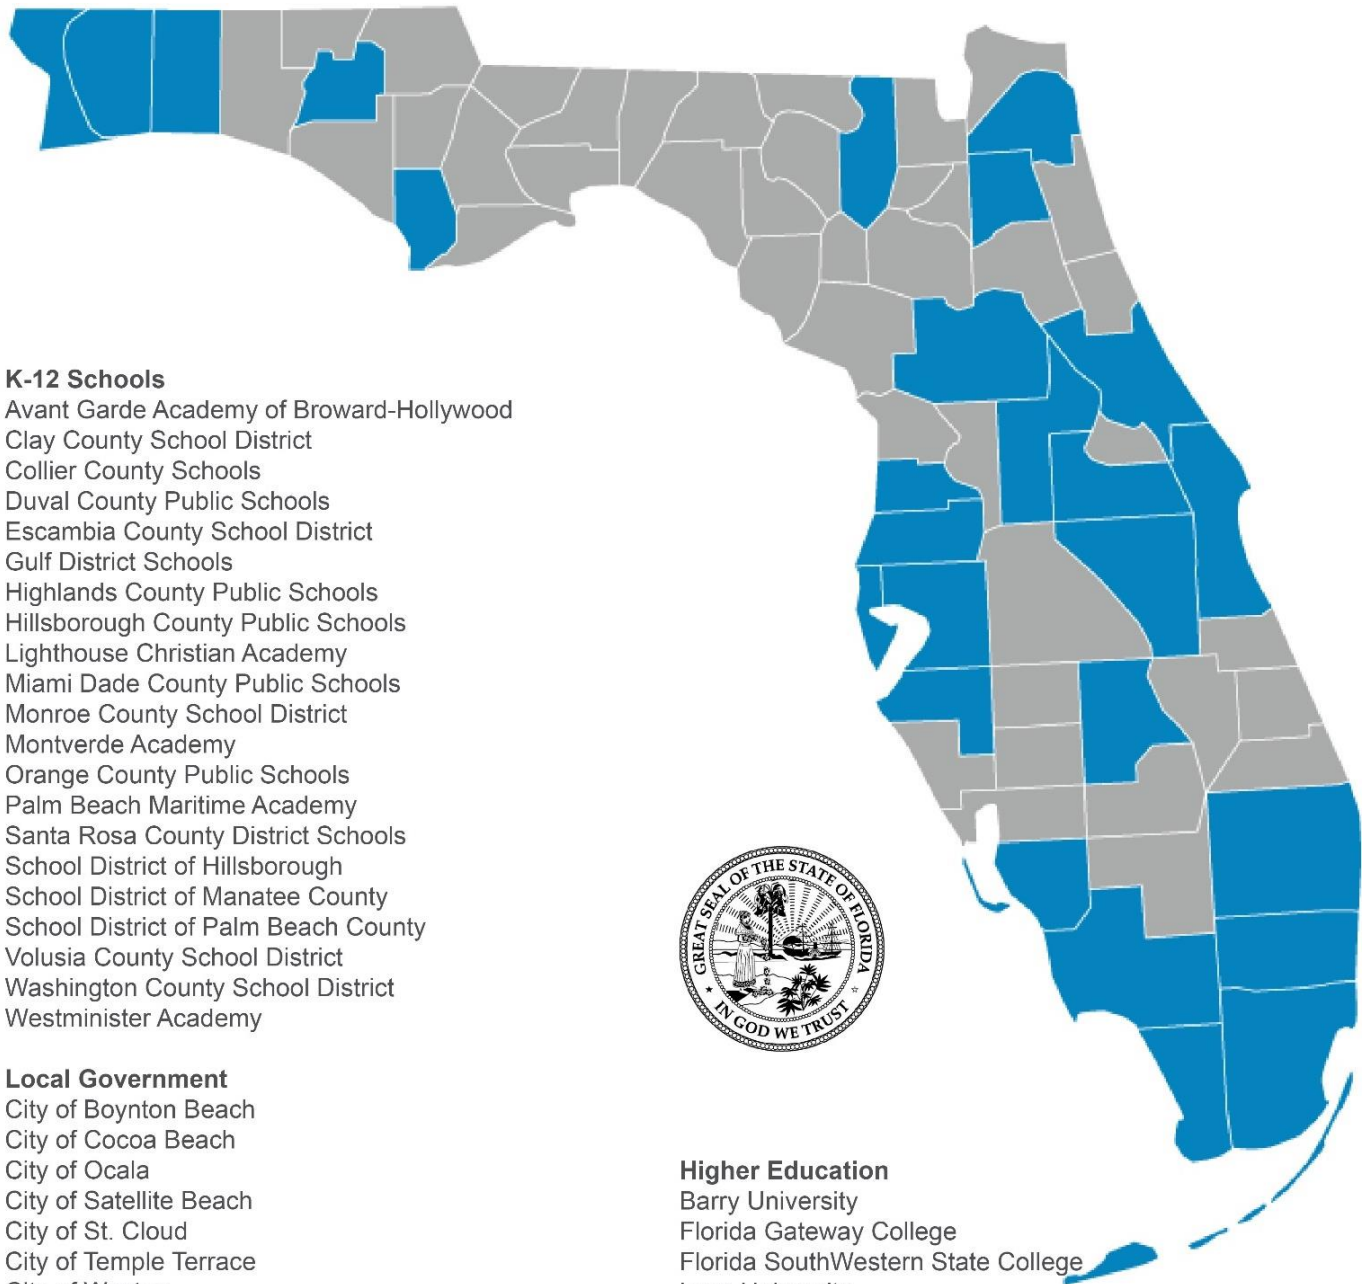 K-12 Schools
Avant Garde Academy of Broward-Hollywood
Clay County School District
Collier County Schools
Duval County Public Schools
Escambia County School District
Gulf District Schools
Highlands County Public Schools
Hillsborough County Public Schools
Lighthouse Christian Academy
Miami Dade County Public Schools
Monroe County School District
Montverde Academy
Orange County Public Schools
Palm Beach Maritime Academy
Santa Rosa County District Schools
School District of Hillsborough
School District of Manatee County
School District of Palm Beach County
Volusia County School District
Washington County School District
Westminister Academy
Local Government
City of Boynton Beach
City of Cocoa Beach
City of Ocala
City of Satellite Beach
City of St. Cloud
City of Temple Terrace
GREAT SEAL OF THE STATE OF FLORIDA
IN GOD WE TRUST
Higher Education
Barry University
Florida Gateway College
Florida SouthWestern State College